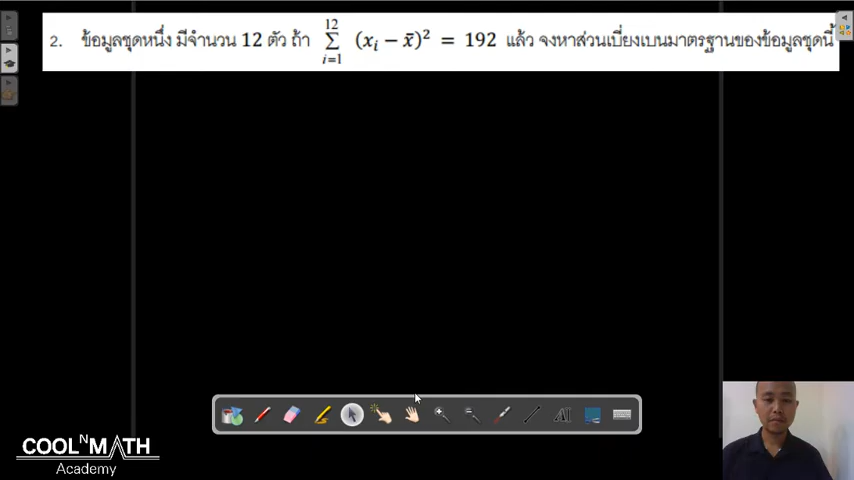 2. ข้อมูลชุดหนึ่ง มีจำนวน 12 ตัว ถ้า $\sum_{i=1}^{12} (x_i - \bar{x})^2 = 192$ แล้ว จงหาส่วนเบี่ยงเบนมาตรฐานของข้อมูลชุดนี้
AI
COOL N MATH
Academy